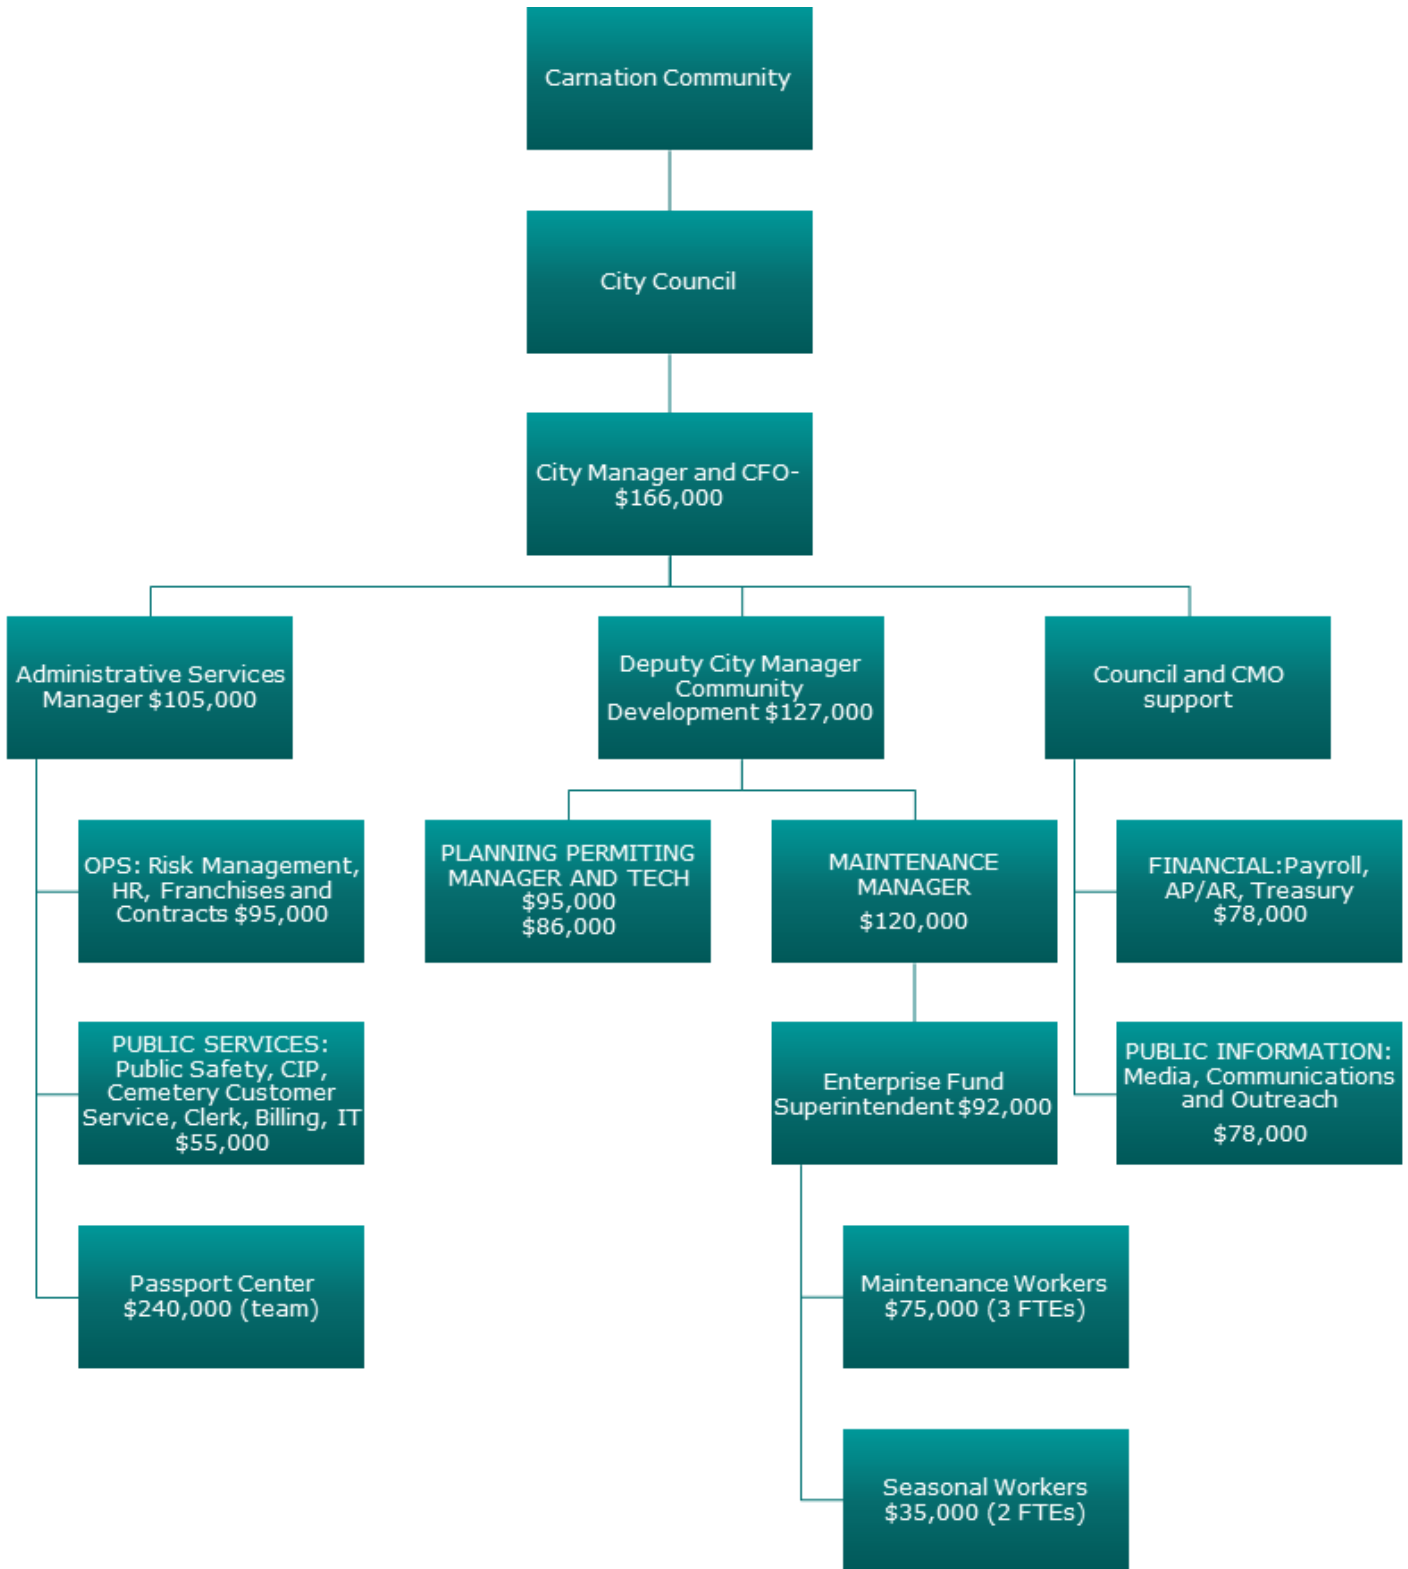 Carnation Community
City Council
City Manager and CFO-
$166,000
Administrative Services
Manager $105,000
Deputy City Manager
Community
Development $127,000
Council and CMO
support
OPS: Risk Management,
HR, Franchises and
Contracts $95,000
PLANNING PERMITING
MANAGER AND TECH
$95,000
$86,000
MAINTENANCE
MANAGER
$120,000
FINANCIAL:Payroll,
AP/AR, Treasury
$78,000
PUBLIC SERVICES:
Public Safety, CIP,
Cemetery Customer
Service, Clerk, Billing, IT
$55,000
Enterprise Fund
Superintendent $92,000
PUBLIC INFORMATION:
Media, Communications
and Outreach
$78,000
Passport Center
$240,000 (team)
Maintenance Workers
$75,000 (3 FTEs)
Seasonal Workers
$35,000 (2 FTEs)